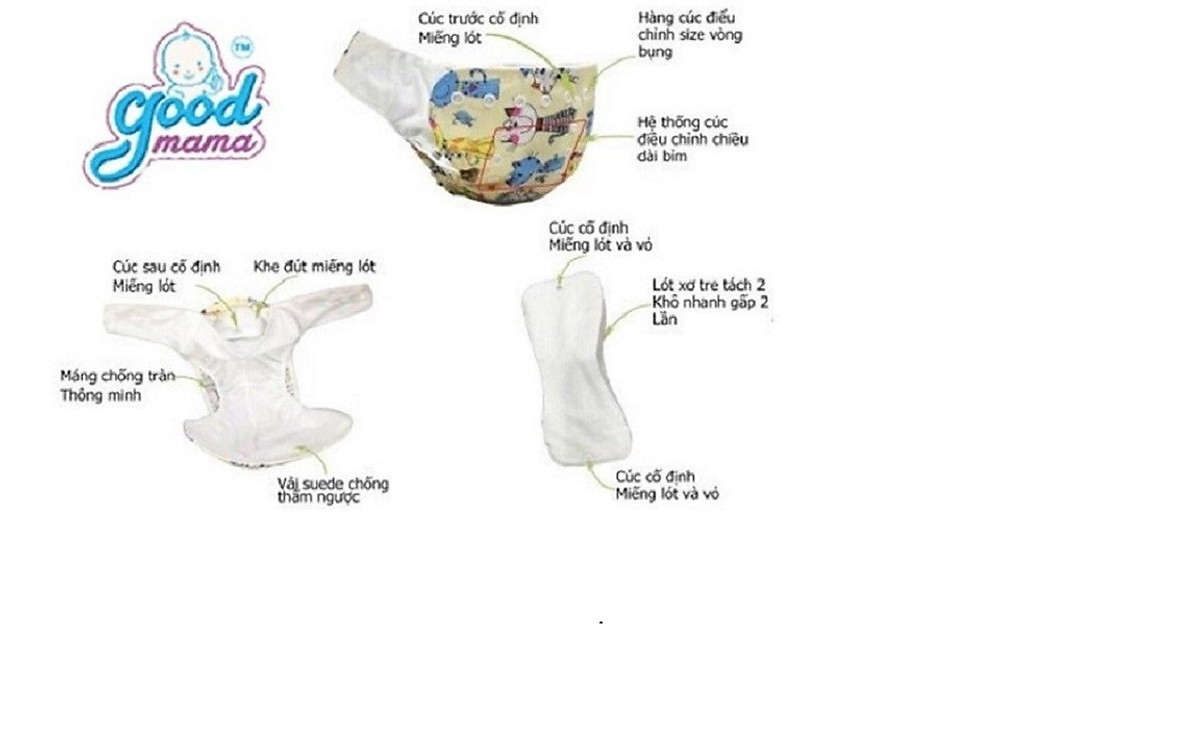 good
mama
TM
Cúc trước cố định
Miếng lót
Hàng cúc điều
chỉnh size vòng
bụng
Hệ thống cúc
điều chỉnh chiều
dài bỉm
Cúc sau cố định
Miếng lót
Khe đút miếng lót
Máng chống tràn
Thông minh
Vải suede chống
thấm ngược
Cúc cố định
Miếng lót và vỏ
Lót xơ tre tách 2
Khô nhanh gấp 2
Lần
Cúc cố định
Miếng lót và vỏ